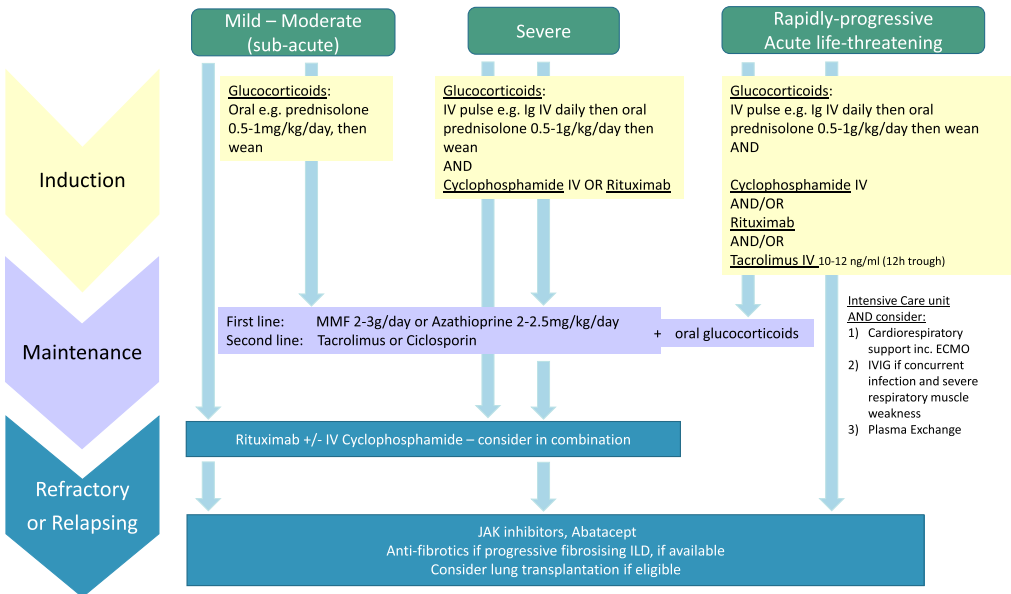 Mild – Moderate
(sub-acute)
Severe
Rapidly-progressive
Acute life-threatening
Induction
Glucocorticoids:
Oral e.g. prednisolone
0.5-1mg/kg/day, then
wean
Glucocorticoids:
IV pulse e.g. Ig IV daily then oral
prednisolone 0.5-1g/kg/day then
wean
AND
Cyclophosphamide IV OR Rituximab
Glucocorticoids:
IV pulse e.g. Ig IV daily then oral
prednisolone 0.5-1g/kg/day then wean
AND
Cyclophosphamide IV
AND/OR
Rituximab
AND/OR
Tacrolimus IV 10-12 ng/ml (12h trough)
Maintenance
First line: MMF 2-3g/day or Azathioprine 2-2.5mg/kg/day
Second line: Tacrolimus or Ciclosporin
+ oral glucocorticoids
Intensive Care unit
AND consider:
1) Cardiorespiratory
support inc. ECMO
2) IVIG if concurrent
infection and severe
respiratory muscle
weakness
3) Plasma Exchange
Refractory
or Relapsing
Rituximab +/- IV Cyclophosphamide – consider in combination
JAK inhibitors, Abatacept
Anti-fibrotics if progressive fibrosising ILD, if available
Consider lung transplantation if eligible